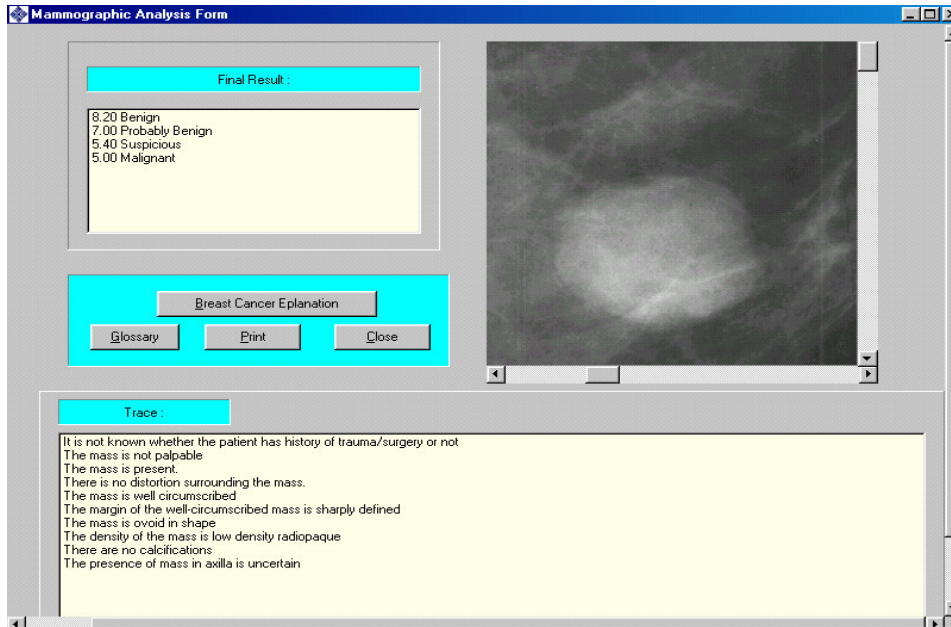 Mammographic Analysis Form
Final Result :
8.20 Benign
7.00 Probably Benign
5.40 Suspicious
5.00 Malignant
Breast Cancer Eplanation
Glossary
Print
Close
Trace :
It is not known whether the patient has history of trauma/surgery or not
The mass is not palpable
The mass is present.
There is no distortion surrounding the mass.
The mass is well circumscribed
The margin of the well-circumscribed mass is sharply defined
The mass is ovoid in shape
The density of the mass is low density radiopaque
There are no calcifications
The presence of mass in axilla is uncertain